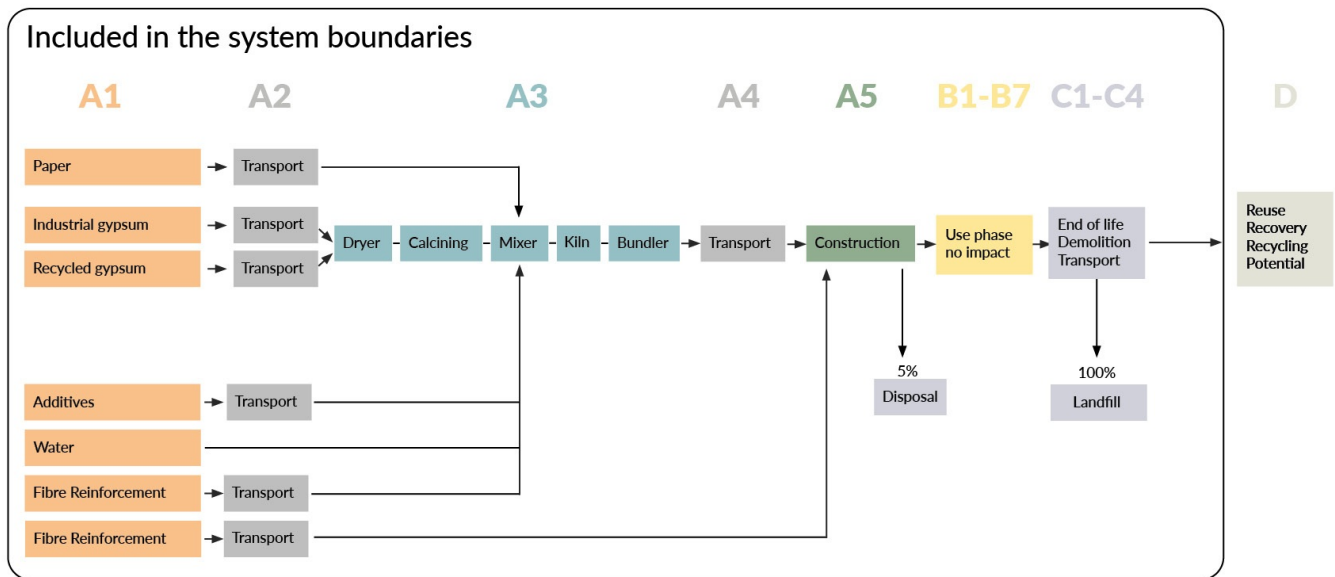 Included in the system boundaries
A1
A2
A3
A4
A5
B1-B7
C1-C4
D
Paper
Transport
Industrial gypsum
Transport
Recycled gypsum
Transport
Dryer
Calcining
Mixer
Kiln
Bundler
Transport
Construction
Use phase
no impact
End of life
Demolition
Transport
Reuse
Recovery
Recycling
Potential
5%
Disposal
100%
Landfill
Additives
Transport
Water
Fibre Reinforcement
Transport
Fibre Reinforcement
Transport